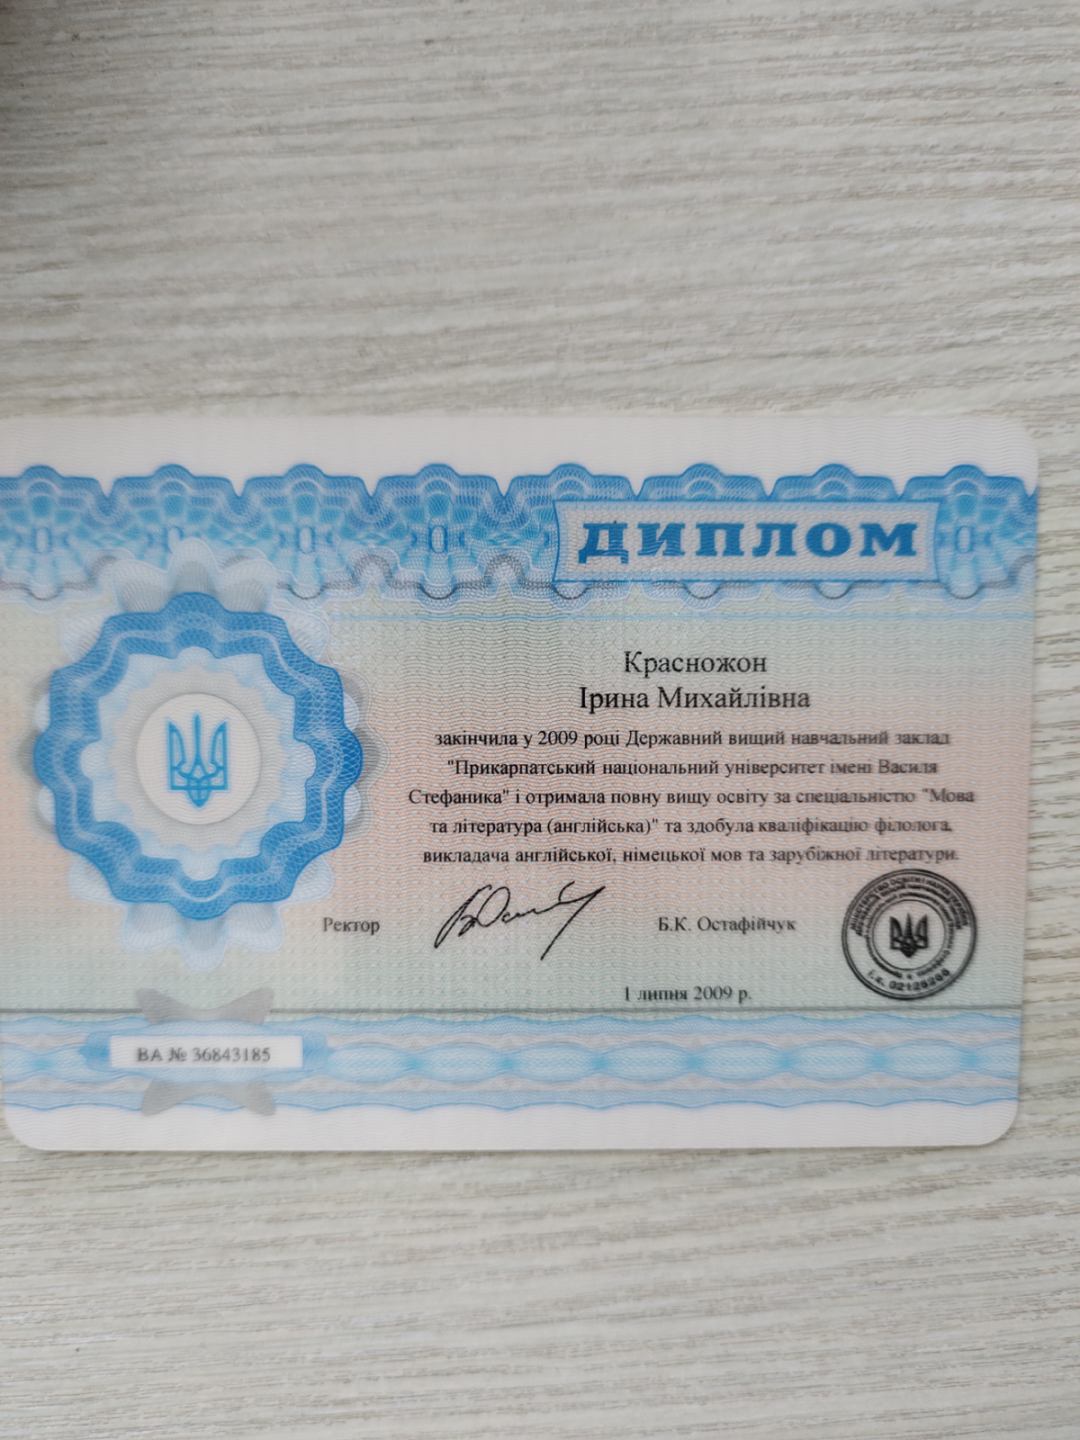 ДИПЛОМ
Красножон
Ірина Михайлівна
закінчила у 2009 році Державний вищий навчальний заклад
"Прикарпатський національний університет імені Василя
Стефаника" і отримала повну вищу освіту за спеціальністю "Мова
та література (англійська)" та здобула кваліфікацію філолога,
викладача англійської, німецької мов та зарубіжної літератури.
Ректор
Б.К. Остафійчук
1 липня 2009 р.
ВА № 36843185